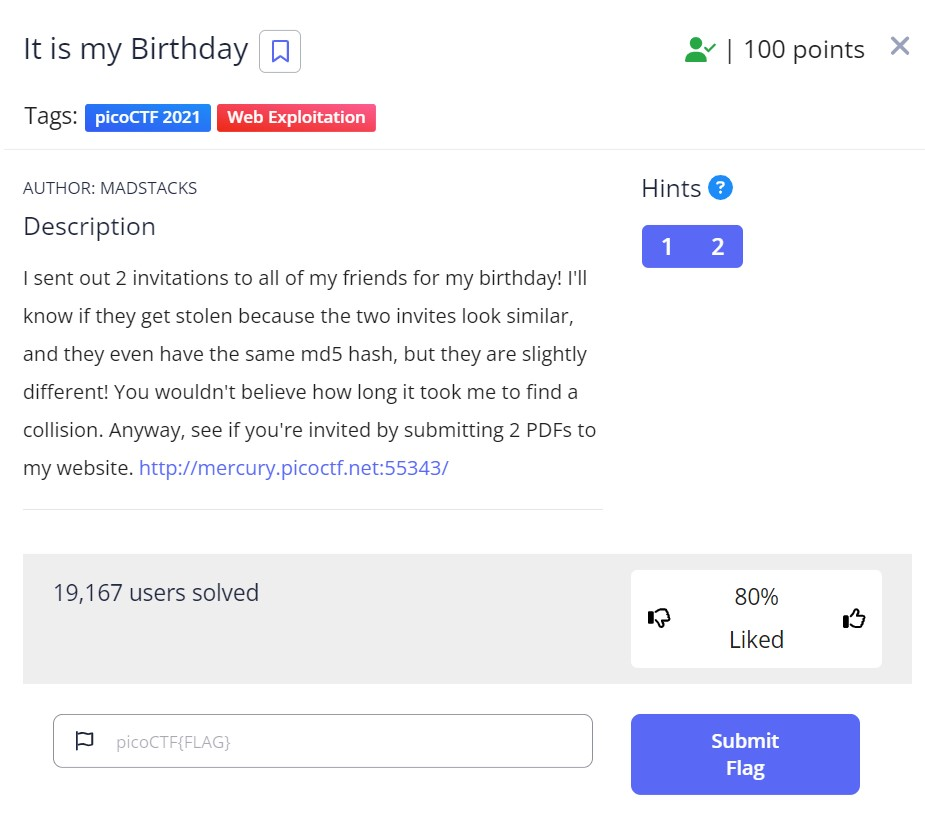 It is my Birthday
| 100 points
Tags: picoCTF 2021 Web Exploitation
AUTHOR: MADSTACKS
Description
I sent out 2 invitations to all of my friends for my birthday! I'll
know if they get stolen because the two invites look similar,
and they even have the same md5 hash, but they are slightly
different! You wouldn't believe how long it took me to find a
collision. Anyway, see if you're invited by submitting 2 PDFs to
my website. http://mercury.picoctf.net:55343/
Hints ?
1 2
19,167 users solved
80%
Liked
picoCTF{FLAG}
Submit
Flag